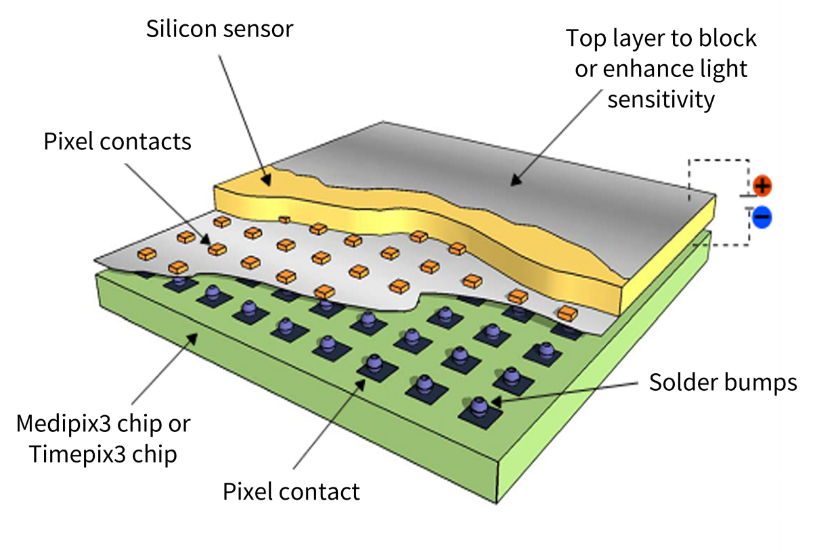 Silicon sensor
Top layer to block
or enhance light
sensitivity
Pixel contacts
+
−
Solder bumps
Medipix3 chip or
Timepix3 chip
Pixel contact